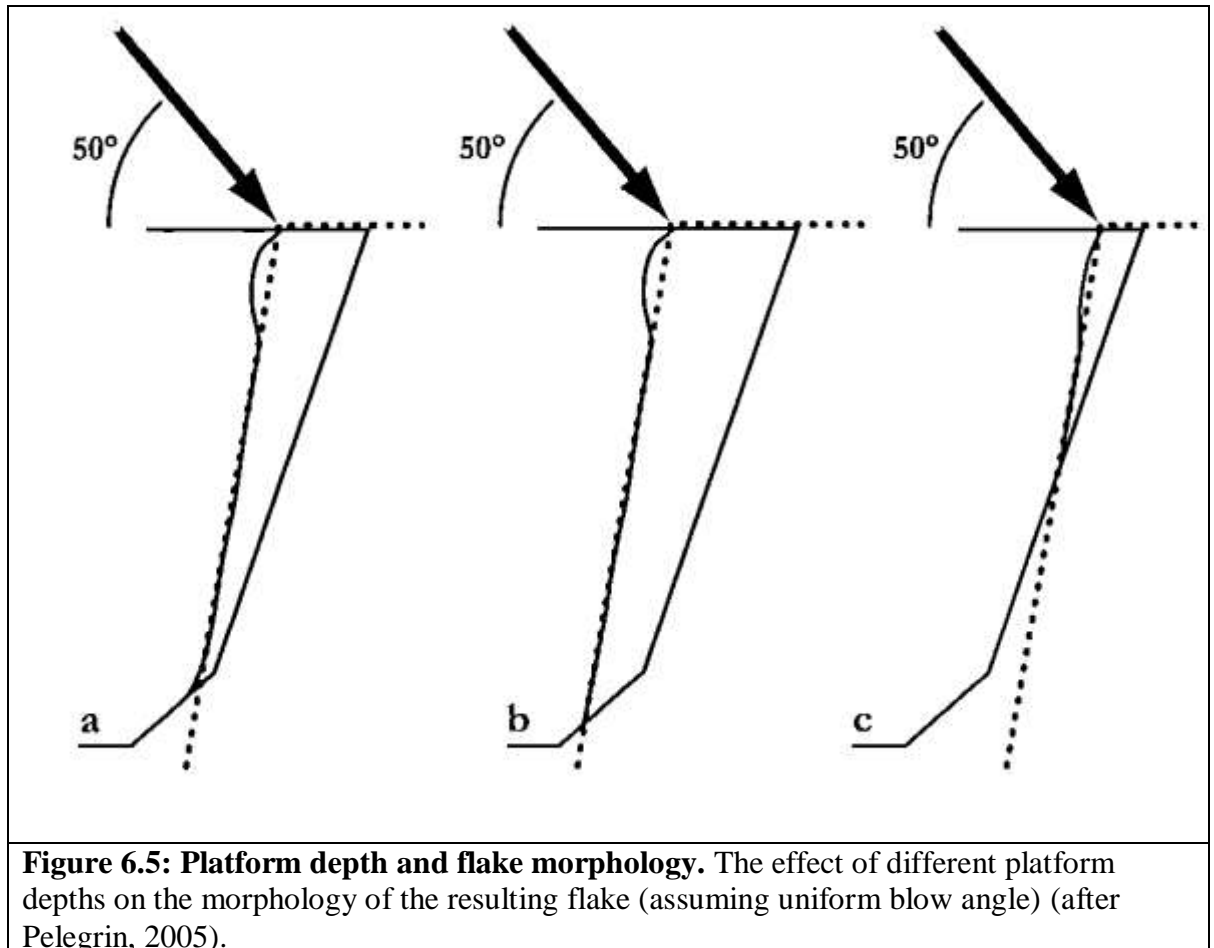 50° 50° 50°
a b c
Figure 6.5: Platform depth and flake morphology. The effect of different platform
depths on the morphology of the resulting flake (assuming uniform blow angle) (after
Pelegrin, 2005).